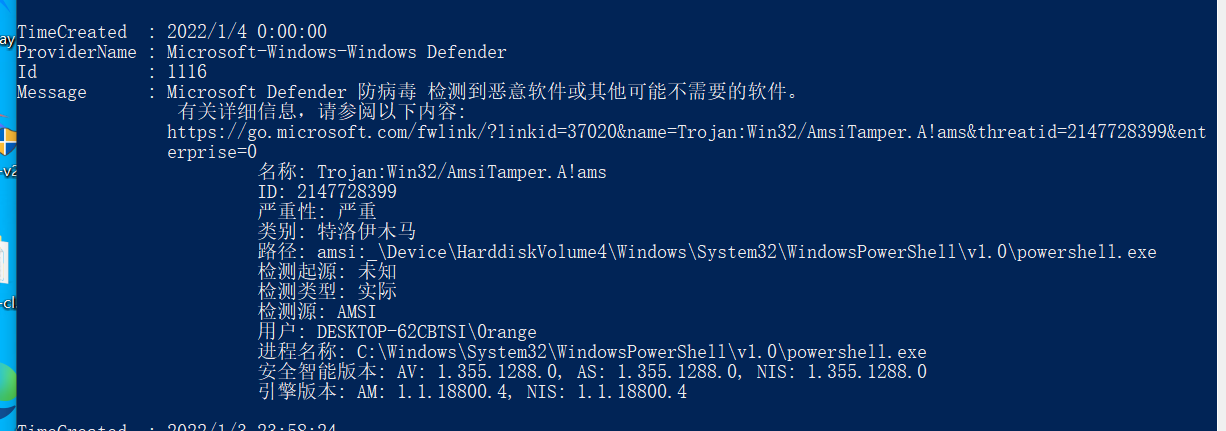 TimeCreated : 2022/1/4 0:00:00
ay
ProviderName : Microsoft-Windows-Windows Defender
Id : 1116
Message : Microsoft Defender 防病毒 检测到恶意软件或其他可能不需要的软件。
有关详细信息，请参阅以下内容:
https://go.microsoft.com/fwlink/?linkid=37020&name=Trojan:Win32/AmsiTamper.A!ams&threatid=2147728399&ent
erprise=0
名称: Trojan:Win32/AmsiTamper.A!ams
-v2
ID: 2147728399
严重性: 严重
类别: 特洛伊木马
路径: amsi:_\Device\HarddiskVolume4\Windows\System32\WindowsPowerShell\v1.0\powershell.exe
检测起源: 未知
检测类型: 实际
-cl
检测源: AMSI
用户: DESKTOP-62CBTSI\0range
进程名称: C:\Windows\System32\WindowsPowerShell\v1.0\powershell.exe
安全智能版本: AV: 1.355.1288.0, AS: 1.355.1288.0, NIS: 1.355.1288.0
引擎版本: AM: 1.1.18800.4, NIS: 1.1.18800.4
TimeCreated : 2022/1/3 23:58:24